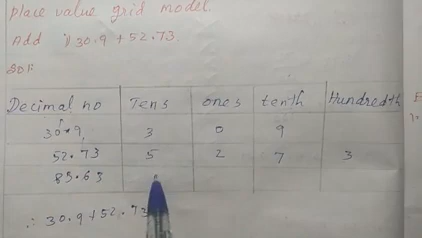 place value grid model.
Add 1) 30.9 + 52.73.
Sol:
Decimal no Tens ones tenth Hundredth
30.9, 3 0 9
52.73 5 2 7 3
83.63
∴ 30.9 + 52.73